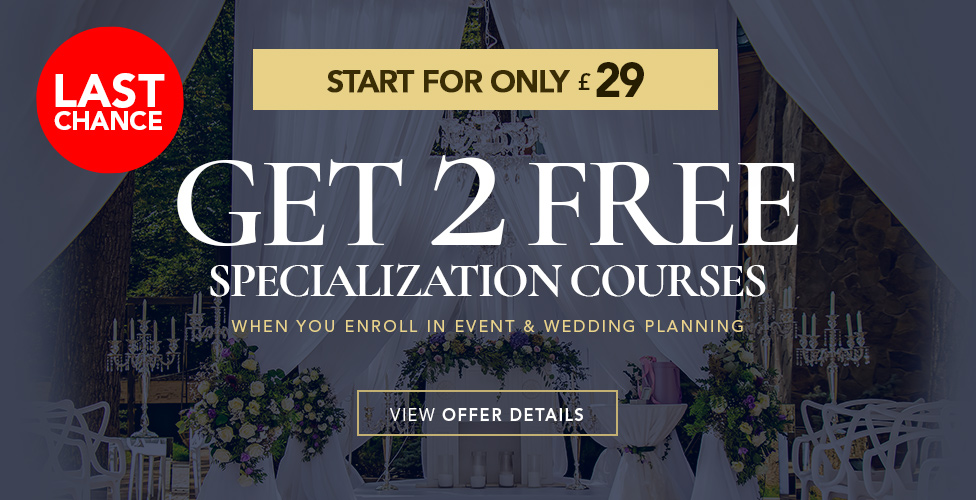 LAST
CHANCE
START FOR ONLY £29
GET 2 FREE
SPECIALIZATION COURSES
WHEN YOU ENROLL IN EVENT & WEDDING PLANNING
VIEW OFFER DETAILS